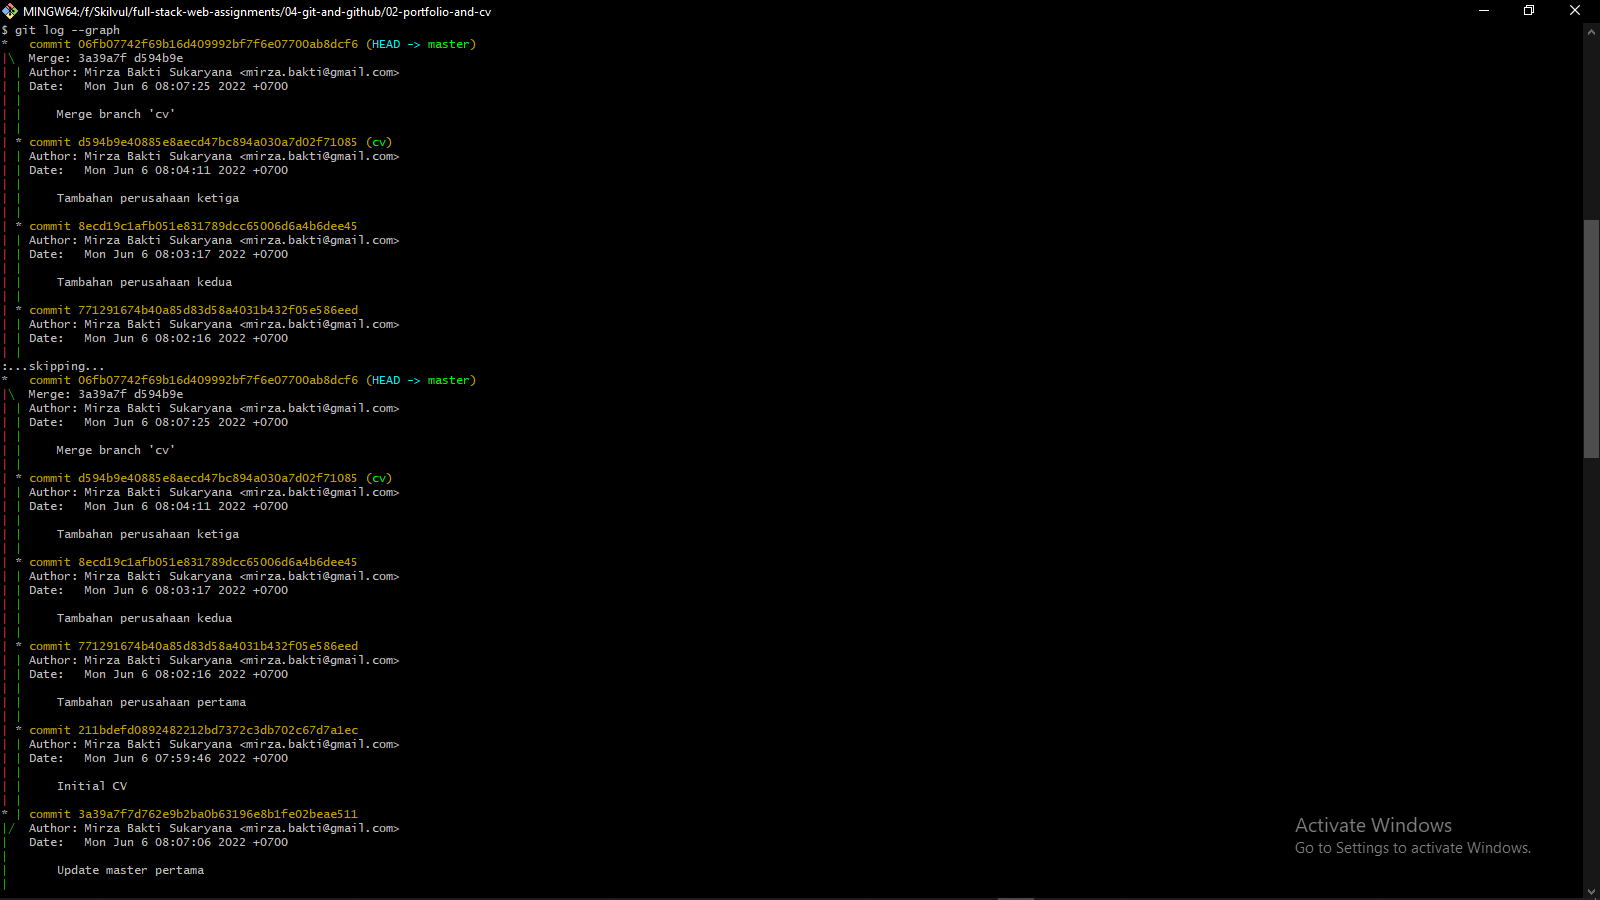 MINGW64:/f/Skilvul/full-stack-web-assignments/04-git-and-github/02-portfolio-and-cv
$ git log --graph
*   commit 06fb07742f69b16d409992bf7f6e07700ab8dcf6 (HEAD -> master)
|\  Merge: 3a39a7f d594b9e
| | Author: Mirza Bakti Sukaryana <mirza.bakti@gmail.com>
| | Date:   Mon Jun 6 08:07:25 2022 +0700
| |
| |     Merge branch 'cv'
| |
| * commit d594b9e40885e8aecd47bc894a030a7d02f71085 (cv)
| | Author: Mirza Bakti Sukaryana <mirza.bakti@gmail.com>
| | Date:   Mon Jun 6 08:04:11 2022 +0700
| |
| |     Tambahan perusahaan ketiga
| |
| * commit 8ecd19c1afb051e831789dcc65006d6a4b6dee45
| | Author: Mirza Bakti Sukaryana <mirza.bakti@gmail.com>
| | Date:   Mon Jun 6 08:03:17 2022 +0700
| |
| |     Tambahan perusahaan kedua
| |
| * commit 771291674b40a85d83d58a4031b432f05e586eed
| | Author: Mirza Bakti Sukaryana <mirza.bakti@gmail.com>
| | Date:   Mon Jun 6 08:02:16 2022 +0700
| |
:...skipping...
*   commit 06fb07742f69b16d409992bf7f6e07700ab8dcf6 (HEAD -> master)
|\  Merge: 3a39a7f d594b9e
| | Author: Mirza Bakti Sukaryana <mirza.bakti@gmail.com>
| | Date:   Mon Jun 6 08:07:25 2022 +0700
| |
| |     Merge branch 'cv'
| |
| * commit d594b9e40885e8aecd47bc894a030a7d02f71085 (cv)
| | Author: Mirza Bakti Sukaryana <mirza.bakti@gmail.com>
| | Date:   Mon Jun 6 08:04:11 2022 +0700
| |
| |     Tambahan perusahaan ketiga
| |
| * commit 8ecd19c1afb051e831789dcc65006d6a4b6dee45
| | Author: Mirza Bakti Sukaryana <mirza.bakti@gmail.com>
| | Date:   Mon Jun 6 08:03:17 2022 +0700
| |
| |     Tambahan perusahaan kedua
| |
| * commit 771291674b40a85d83d58a4031b432f05e586eed
| | Author: Mirza Bakti Sukaryana <mirza.bakti@gmail.com>
| | Date:   Mon Jun 6 08:02:16 2022 +0700
| |
| |     Tambahan perusahaan pertama
| |
| * commit 211bdefd0892482212bd7372c3db702c67d7a1ec
| | Author: Mirza Bakti Sukaryana <mirza.bakti@gmail.com>
| | Date:   Mon Jun 6 07:59:46 2022 +0700
| |
| |     Initial CV
| |
* | commit 3a39a7f7d762e9b2ba0b63196e8b1fe02beae511
|/  Author: Mirza Bakti Sukaryana <mirza.bakti@gmail.com>
|   Date:   Mon Jun 6 08:07:06 2022 +0700
|
|       Update master pertama
|
Activate Windows
Go to Settings to activate Windows.